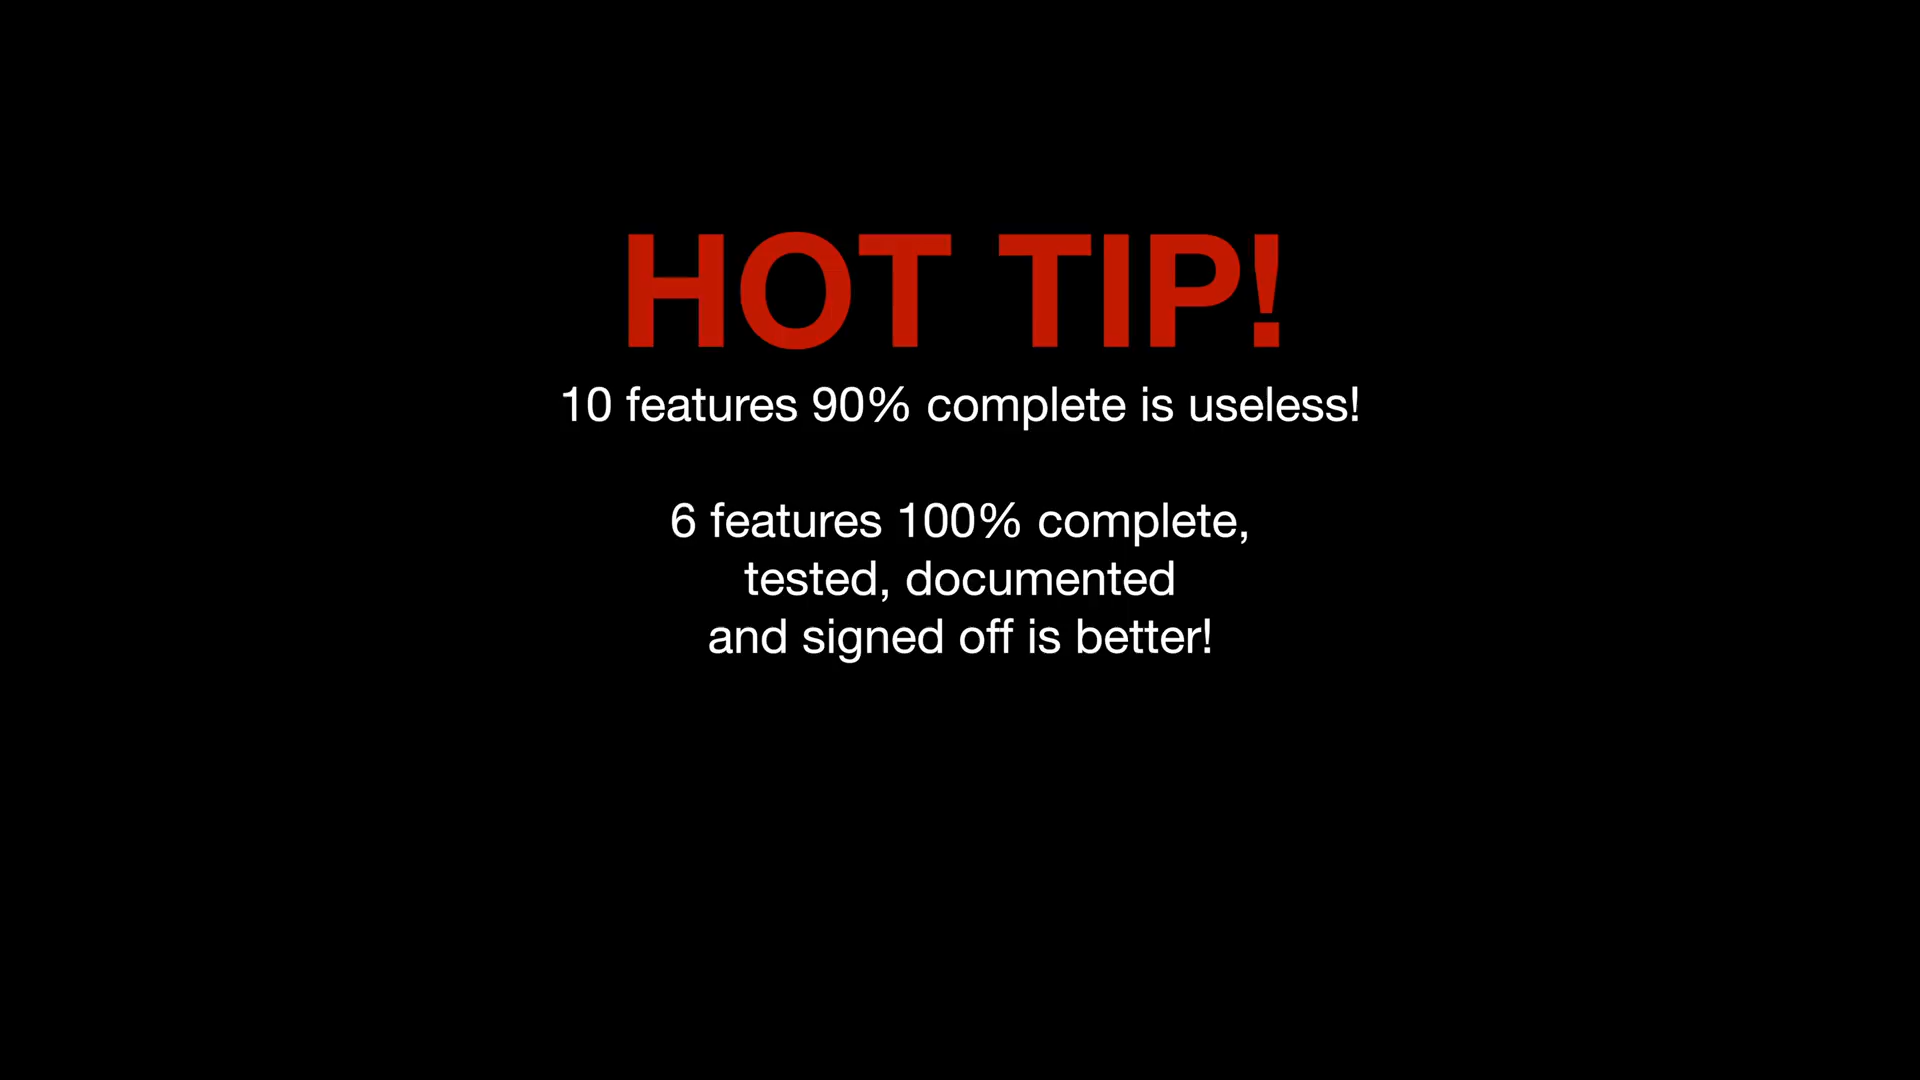 HOT TIP!
10 features 90% complete is useless!
6 features 100% complete,
tested, documented
and signed off is better!